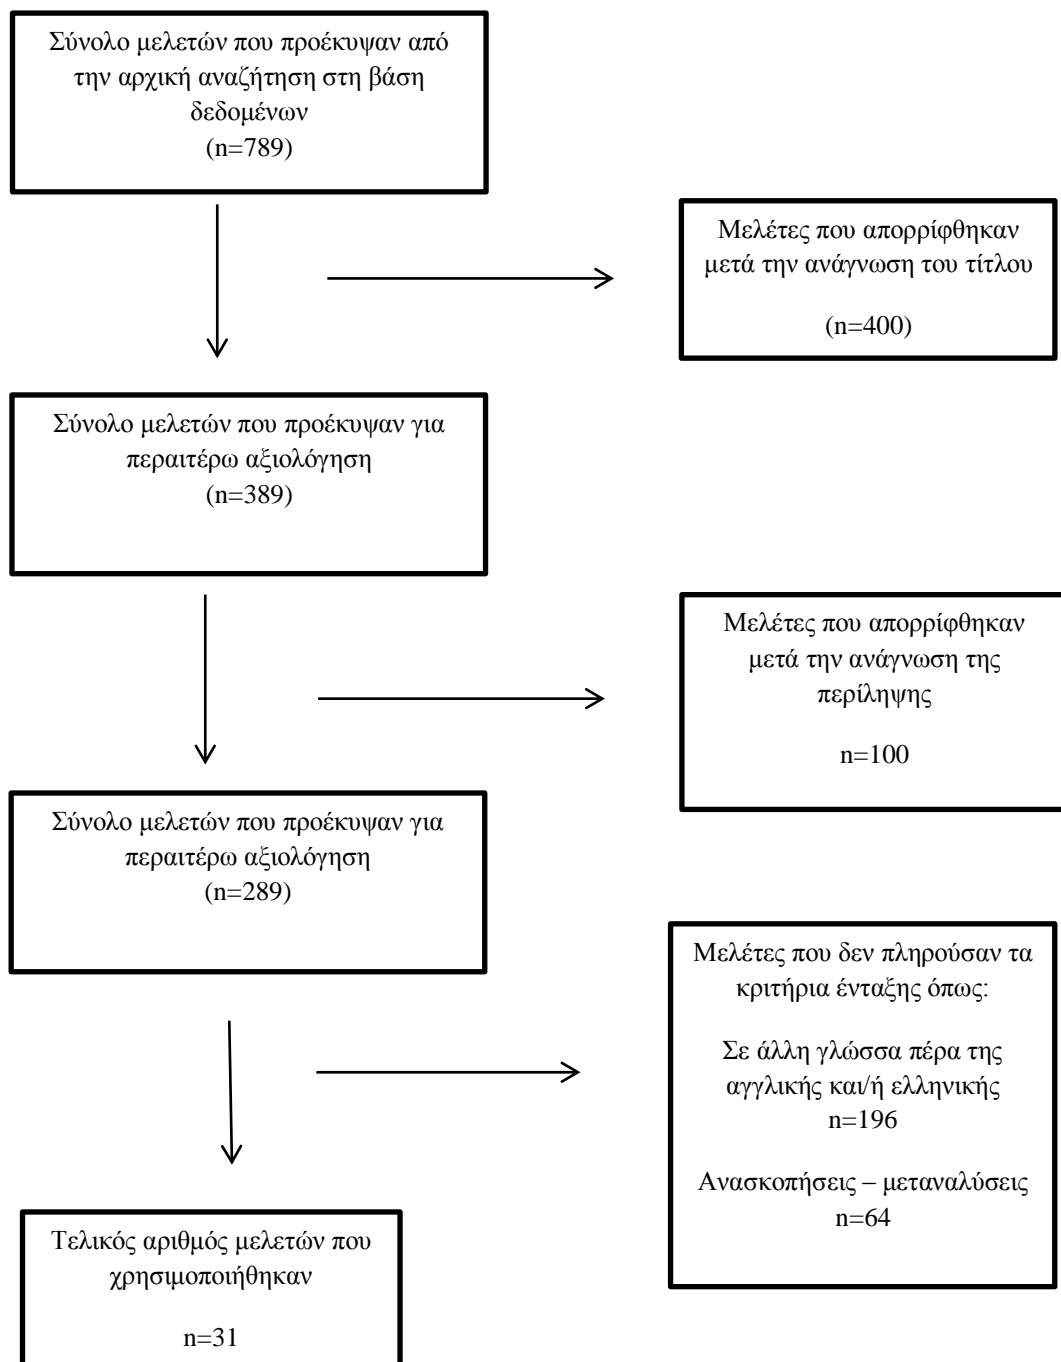 Σύνολο μελετών που προέκυψαν από
την αρχική αναζήτηση στη βάση
δεδομένων
(n=789)
Μελέτες που απορρίφθηκαν
μετά την ανάγνωση του τίτλου
(n=400)
Σύνολο μελετών που προέκυψαν για
περαιτέρω αξιολόγηση
(n=389)
Μελέτες που απορρίφθηκαν
μετά την ανάγνωση της
περίληψης
n=100
Σύνολο μελετών που προέκυψαν για
περαιτέρω αξιολόγηση
(n=289)
Μελέτες που δεν πληρούσαν τα
κριτήρια ένταξης όπως:
Σε άλλη γλώσσα πέρα της
αγγλικής και/ή ελληνικής
n=196
Ανασκοπήσεις – μεταναλύσεις
n=64
Τελικός αριθμός μελετών που
χρησιμοποιήθηκαν
n=31